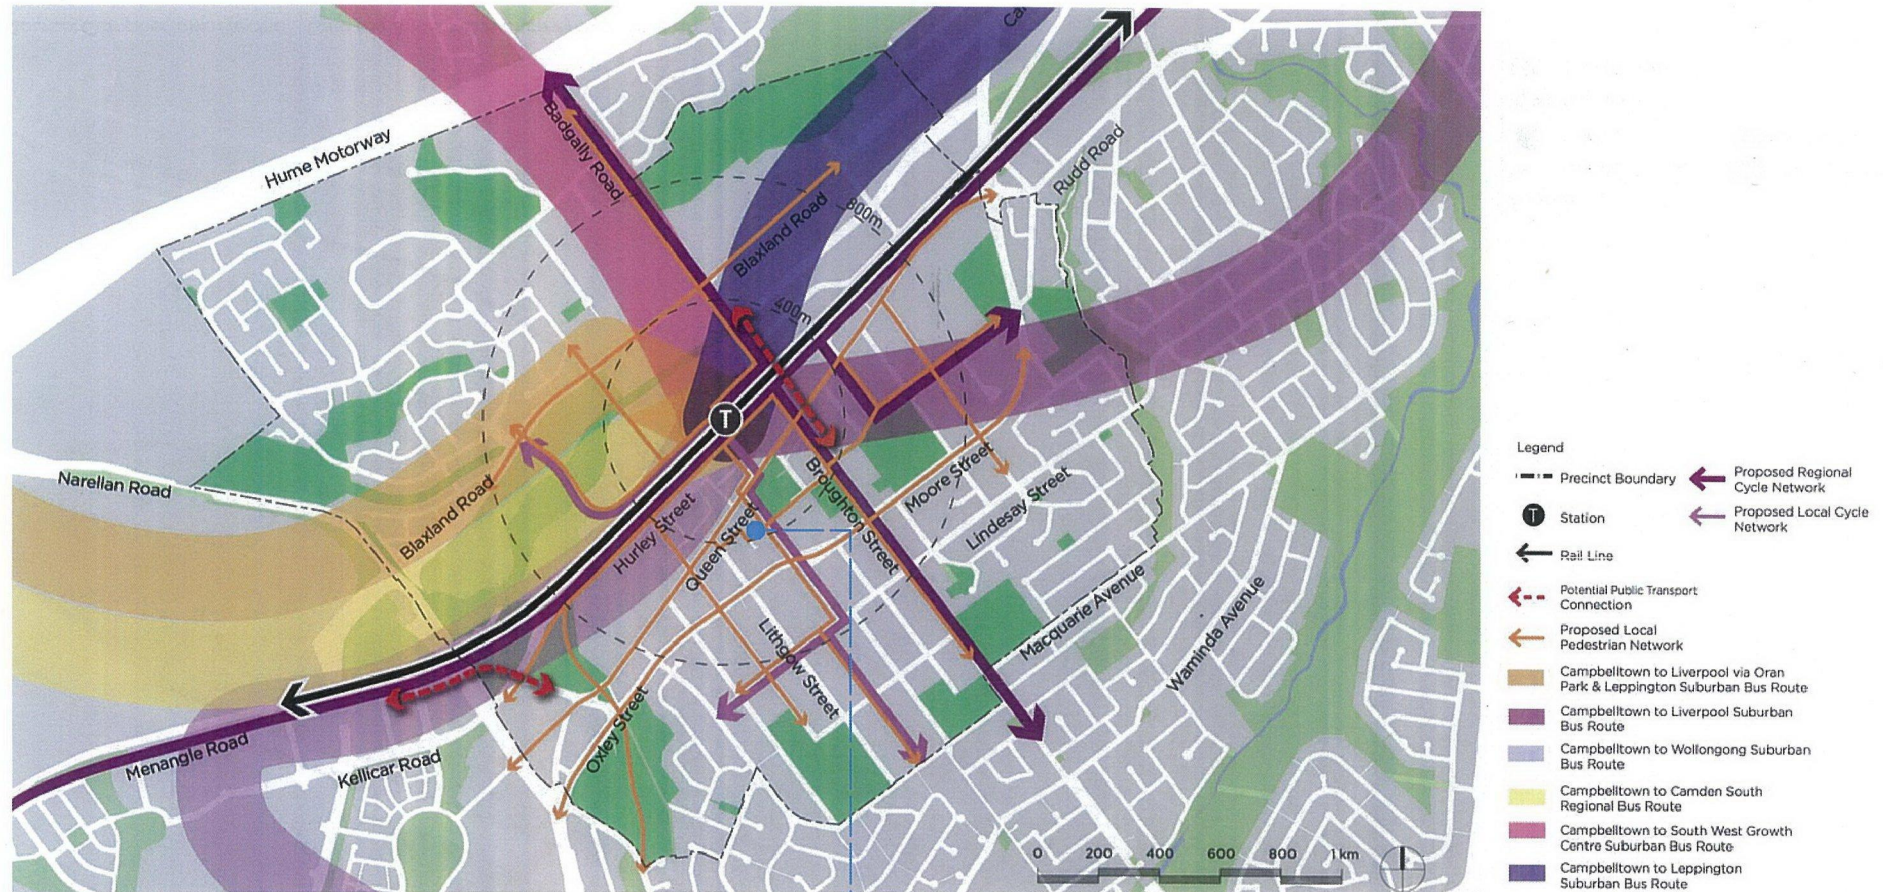 Ca
Hume Motorway
Badgally Road
Rudd Road
Blaxland Road
800m
400m
T
Narellan Road
Blaxland Road
Hurley Street
Queen Street
Broughton Street
Moore Street
Lindesay Street
Lithgow Street
Macquarie Avenue
Waminda Avenue
Oxley Street
Menangle Road
Kellicar Road
0 200 400 600 800 1 km
Legend
Precinct Boundary
T Station
Rail Line
Potential Public Transport
Connection
Proposed Local
Pedestrian Network
Campbelltown to Liverpool via Oran
Park & Leppington Suburban Bus Route
Campbelltown to Liverpool Suburban
Bus Route
Campbelltown to Wollongong Suburban
Bus Route
Campbelltown to Camden South
Regional Bus Route
Campbelltown to South West Growth
Centre Suburban Bus Route
Campbelltown to Leppington
Suburban Bus Route
Proposed Regional
Cycle Network
Proposed Local Cycle
Network